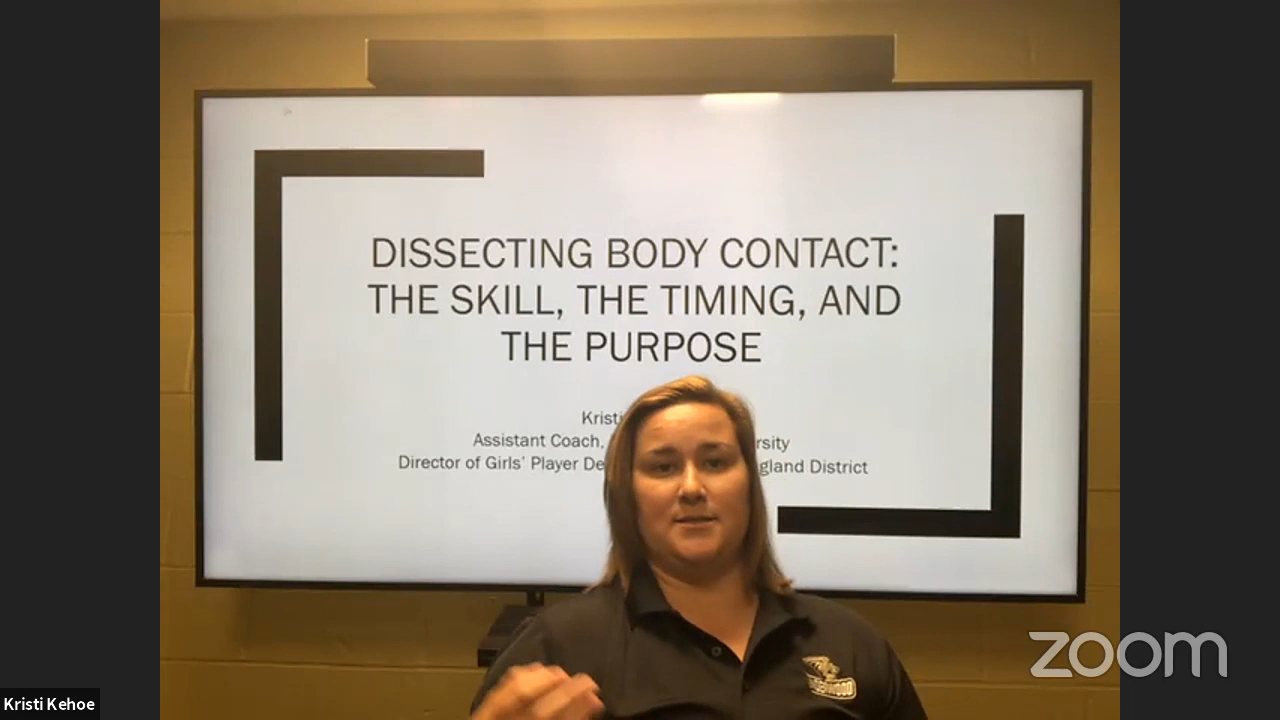 DISSECTING BODY CONTACT:
THE SKILL, THE TIMING, AND
THE PURPOSE
Kristi
Assistant Coach,
Director of Girls' Player De
gland District
zoom
Kristi Kehoe